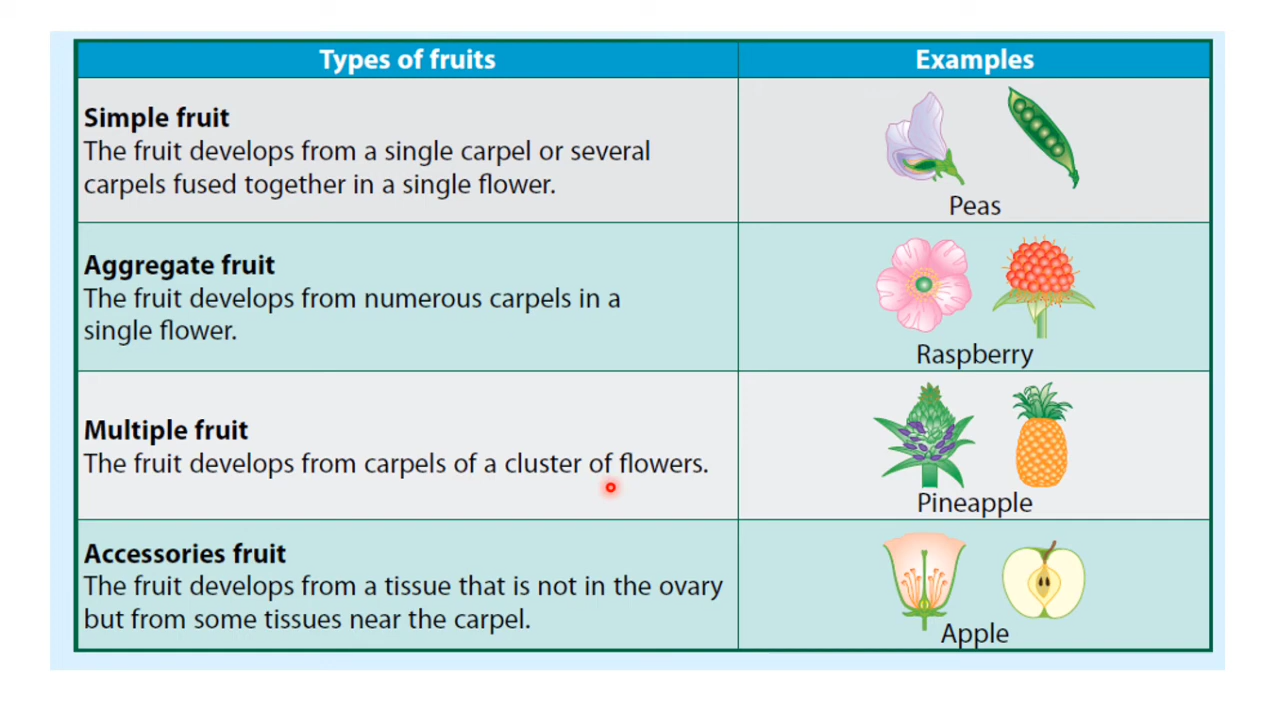 Types of fruits
Examples
Simple fruit
The fruit develops from a single carpel or several
carpels fused together in a single flower.
Peas
Aggregate fruit
The fruit develops from numerous carpels in a
single flower.
Raspberry
Multiple fruit
The fruit develops from carpels of a cluster of flowers.
Pineapple
Accessories fruit
The fruit develops from a tissue that is not in the ovary
but from some tissues near the carpel.
Apple